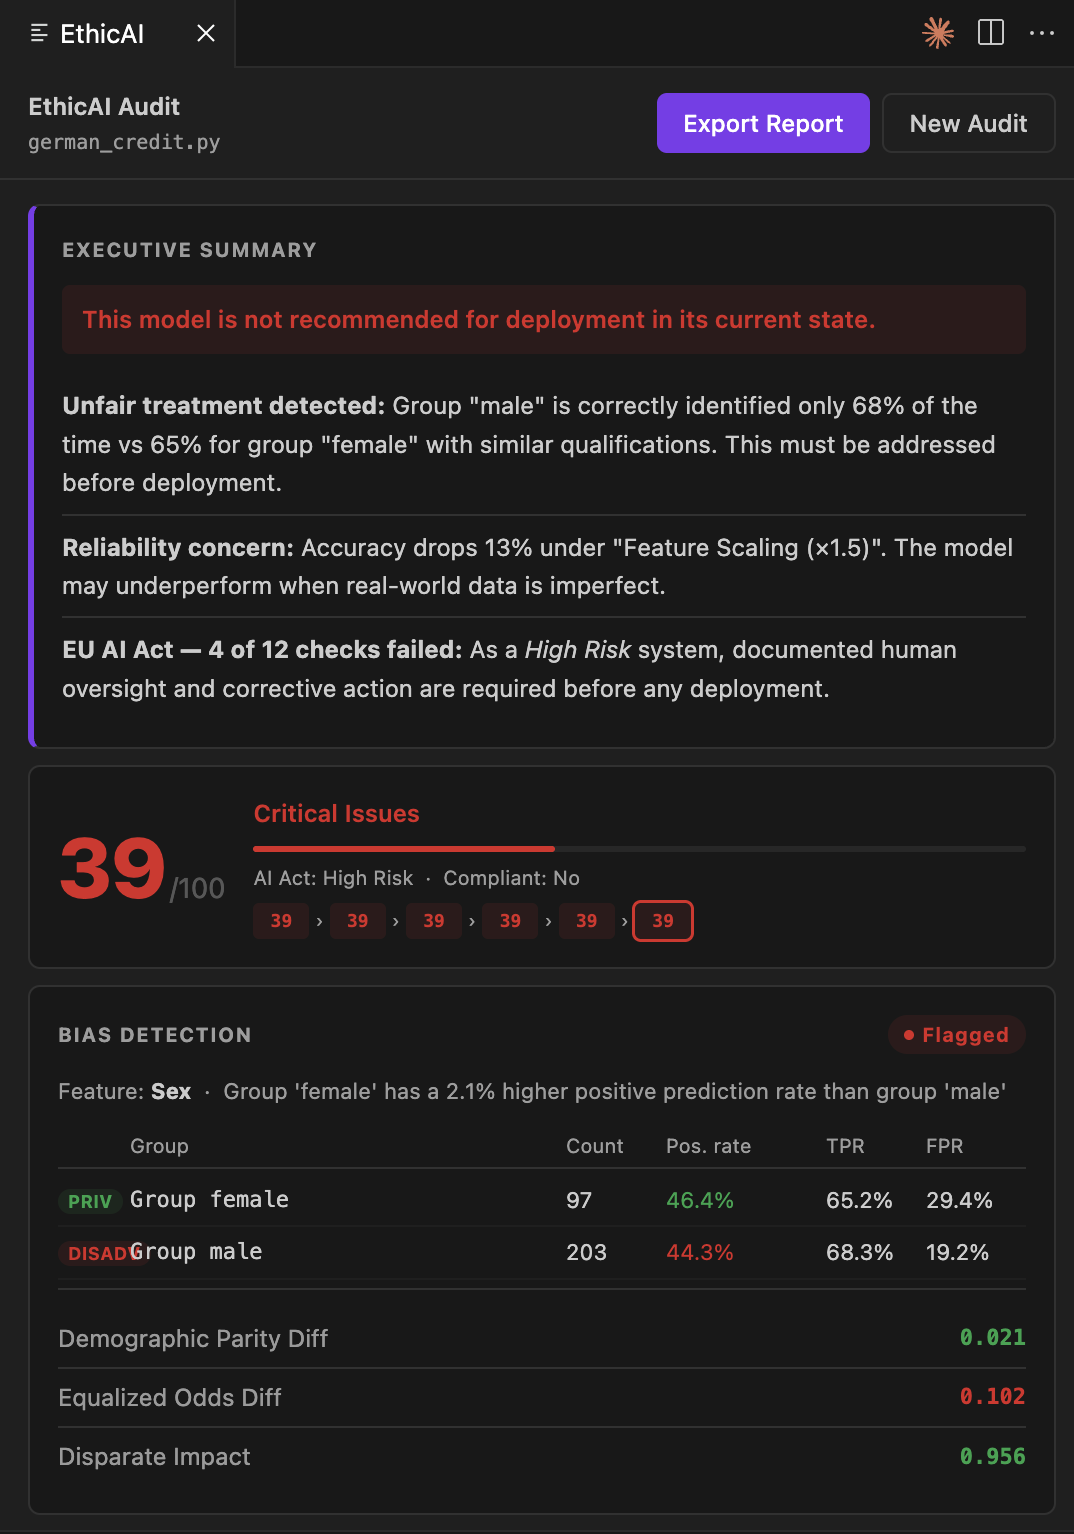 EthicAI
EthicAI Audit
german_credit.py
Export Report
New Audit
EXECUTIVE SUMMARY
This model is not recommended for deployment in its current state.
Unfair treatment detected: Group "male" is correctly identified only 68% of the
time vs 65% for group "female" with similar qualifications. This must be addressed
before deployment.
Reliability concern: Accuracy drops 13% under "Feature Scaling (×1.5)". The model
may underperform when real-world data is imperfect.
EU AI Act — 4 of 12 checks failed: As a High Risk system, documented human
oversight and corrective action are required before any deployment.
39/100
Critical Issues
AI Act: High Risk · Compliant: No
39 › 39 › 39 › 39 › 39 › 39
BIAS DETECTION
Flagged
Feature: Sex · Group 'female' has a 2.1% higher positive prediction rate than group 'male'
Group Count Pos. rate TPR FPR
PRIV Group female 97 46.4% 65.2% 29.4%
DISADV Group male 203 44.3% 68.3% 19.2%
Demographic Parity Diff 0.021
Equalized Odds Diff 0.102
Disparate Impact 0.956